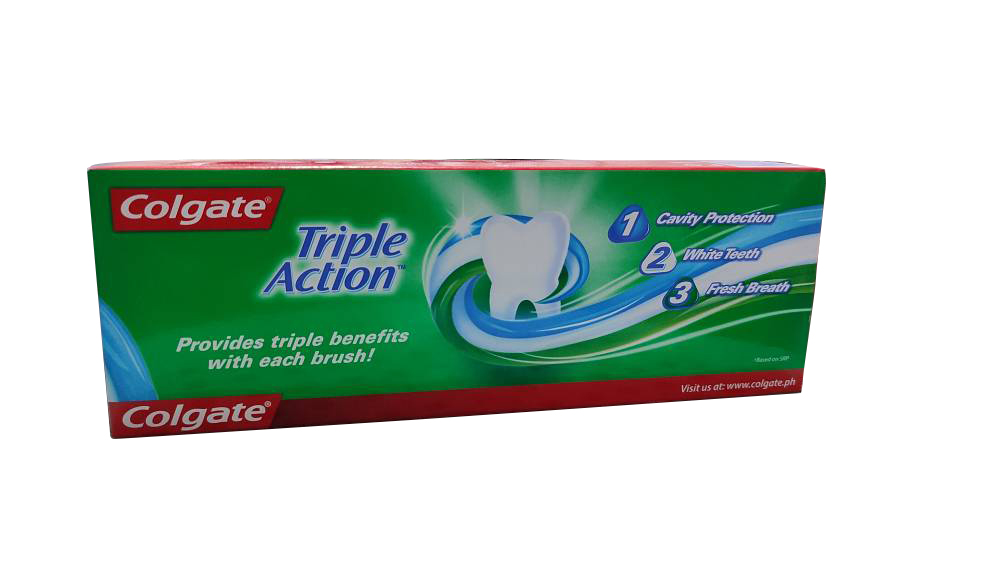 Colgate®
Triple
Action™
Provides triple benefits
with each brush!
1 Cavity Protection
2 White Teeth
3 Fresh Breath
*Based on SRP
Visit us at: www.colgate.ph
Colgate®